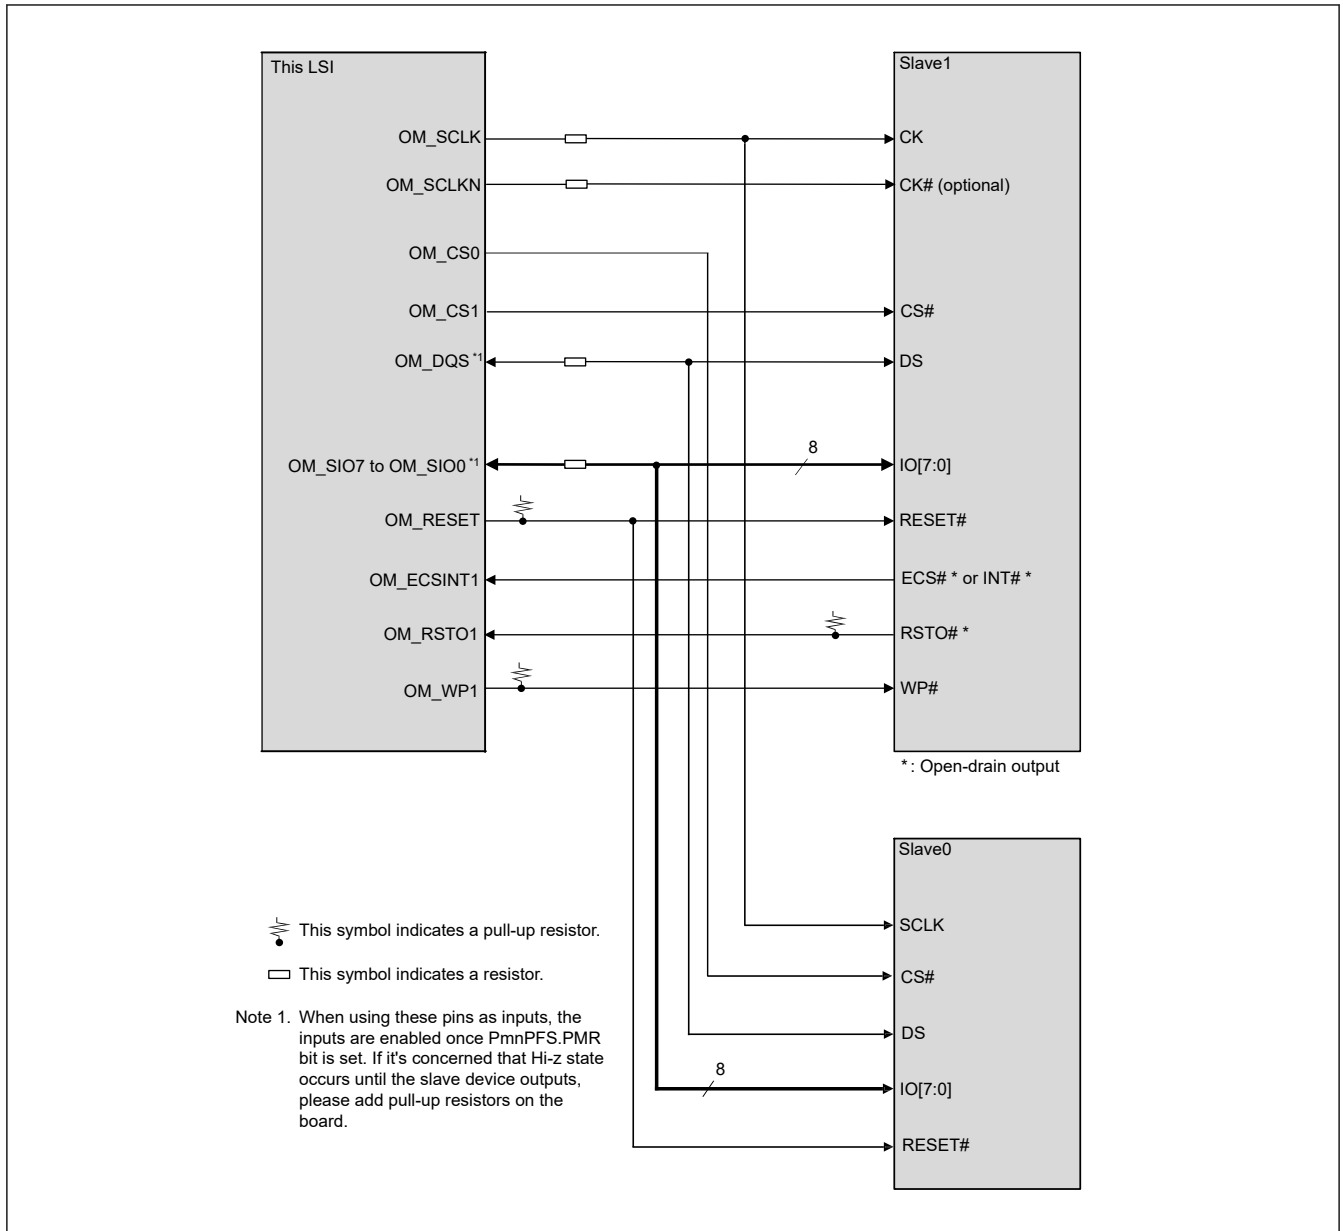 This LSI
OM_SCLK
OM_SCLKN
OM_CS0
OM_CS1
OM_DQS *1
OM_SIO7 to OM_SIO0 *1
OM_RESET
OM_ECSINT1
OM_RSTO1
OM_WP1
8
Slave1
CK
CK# (optional)
CS#
DS
IO[7:0]
RESET#
ECS# * or INT# *
RSTO# *
WP#
* : Open-drain output
Slave0
SCLK
CS#
DS
8
IO[7:0]
RESET#
This symbol indicates a pull-up resistor.
This symbol indicates a resistor.
Note 1. When using these pins as inputs, the
inputs are enabled once PmnPFS.PMR
bit is set. If it's concerned that Hi-z state
occurs until the slave device outputs,
please add pull-up resistors on the
board.